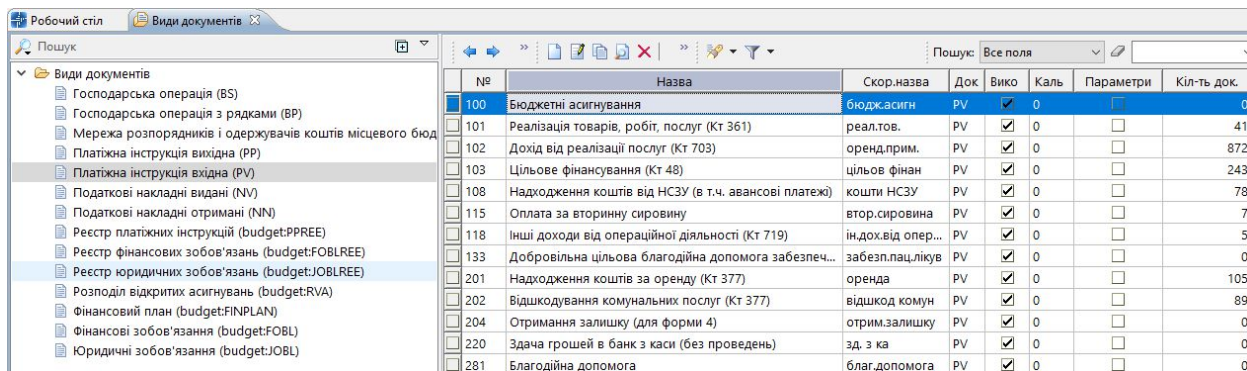 Робочий стіл Види документів
Пошук
Види документів
Господарська операція (BS)
Господарська операція з рядками (BP)
Мережа розпорядників і одержувачів коштів місцевого бюд
Платіжна інструкція вихідна (PP)
Платіжна інструкція вхідна (PV)
Податкові накладні видані (NV)
Податкові накладні отримані (NN)
Реєстр платіжних інструкцій (budget:PPREE)
Реєстр фінансових зобов'язань (budget:FOBLREE)
Реєстр юридичних зобов'язань (budget:JOBLREE)
Розподіл відкритих асигнувань (budget:RVA)
Фінансовий план (budget:FINPLAN)
Фінансові зобов'язання (budget:FOBL)
Юридичні зобов'язання (budget:JOBL)
Пошук: Все поля
№ Назва Скор.назва Док Вико Каль Параметри Кіл-ть док.
100 Бюджетні асигнування бюдж.асигн PV 0 0
101 Реалізація товарів, робіт, послуг (Кт 361) реал.тов. PV 0 41
102 Дохід від реалізації послуг (Кт 703) оренд.прим. PV 0 872
103 Цільове фінансування (Кт 48) цільов фінан PV 0 243
108 Надходження коштів від НСЗУ (в т.ч. авансові платежі) кошти НСЗУ PV 0 78
115 Оплата за вторинну сировину втор.сировина PV 0 7
118 Інші доходи від операційної діяльності (Кт 719) ін.дох.від опер... PV 0 5
133 Добровільна цільова благодійна допомога забезпеч... забезп.пац.лікув PV 0 0
201 Надходження коштів за оренду (Кт 377) оренда PV 0 105
202 Відшкодування комунальних послуг (Кт 377) відшкод комун PV 0 89
204 Отримання залишку (для форми 4) отрим.залишку PV 0 0
220 Здача грошей в банк з каси (без проведень) зд. з ка PV 0 0
281 Благодійна допомога благ.допомога PV 0 0